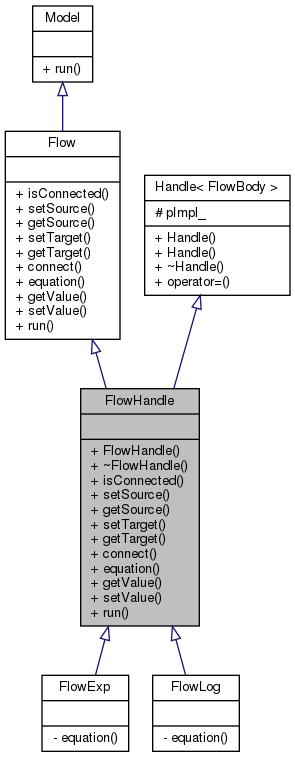 Model
+ run()
Flow
+ isConnected()
+ setSource()
+ getSource()
+ setTarget()
+ getTarget()
+ connect()
+ equation()
+ getValue()
+ setValue()
+ run()
Handle< FlowBody >
# pImpl_
+ Handle()
+ Handle()
+ ~Handle()
+ operator=()
FlowHandle
+ FlowHandle()
+ ~FlowHandle()
+ isConnected()
+ setSource()
+ getSource()
+ setTarget()
+ getTarget()
+ connect()
+ equation()
+ getValue()
+ setValue()
+ run()
FlowExp
- equation()
FlowLog
- equation()